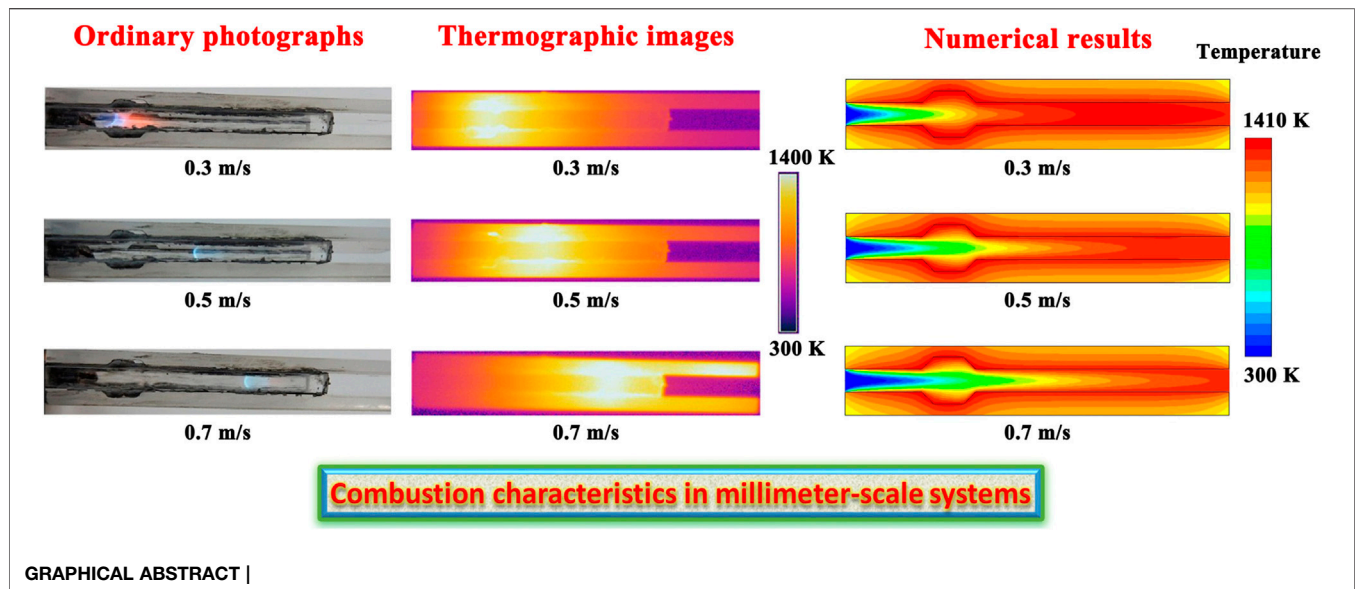 Ordinary photographs
Thermographic images
Numerical results
Temperature
0.3 m/s
0.3 m/s
0.3 m/s
1400 K
1410 K
0.5 m/s
0.5 m/s
0.5 m/s
300 K
300 K
0.7 m/s
0.7 m/s
0.7 m/s
Combustion characteristics in millimeter-scale systems
GRAPHICAL ABSTRACT |